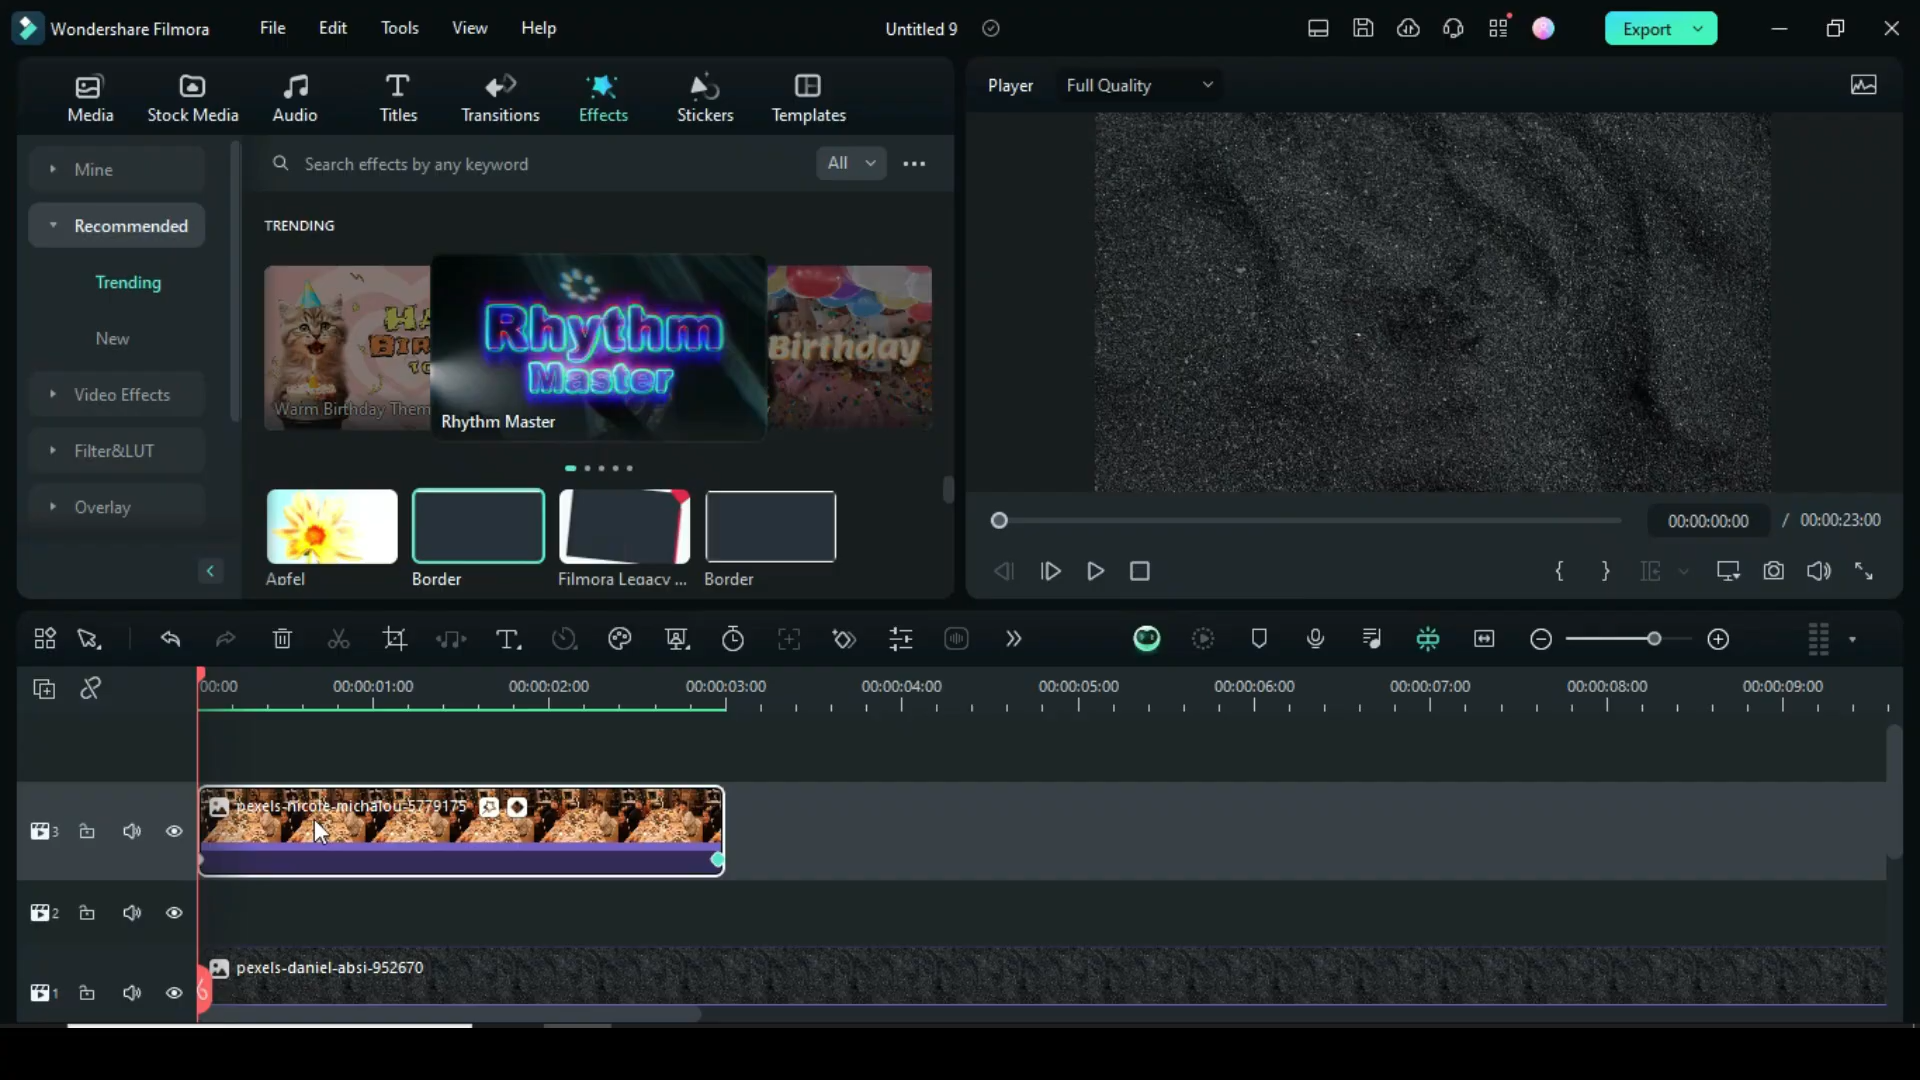 Wondershare Filmora File Edit Tools View Help Untitled 9 Export
Media Stock Media Audio Titles Transitions Effects Stickers Templates
Player Full Quality
Mine
Search effects by any keyword All
Recommended
TRENDING
Trending
New
Video Effects
Filter&LUT
Overlay
Warm Birthday Them
Rhythm
Master
Rhythm Master
Birthday
Apfel Border Filmora Legacy ... Border
00:00:00:00 / 00:00:23:00
00:00 00:00:01:00 00:00:02:00 00:00:03:00 00:00:04:00 00:00:05:00 00:00:06:00 00:00:07:00 00:00:08:00 00:00:09:00
pexels-nicole-michalou-5779175
3
2
pexels-daniel-absi-952670
1